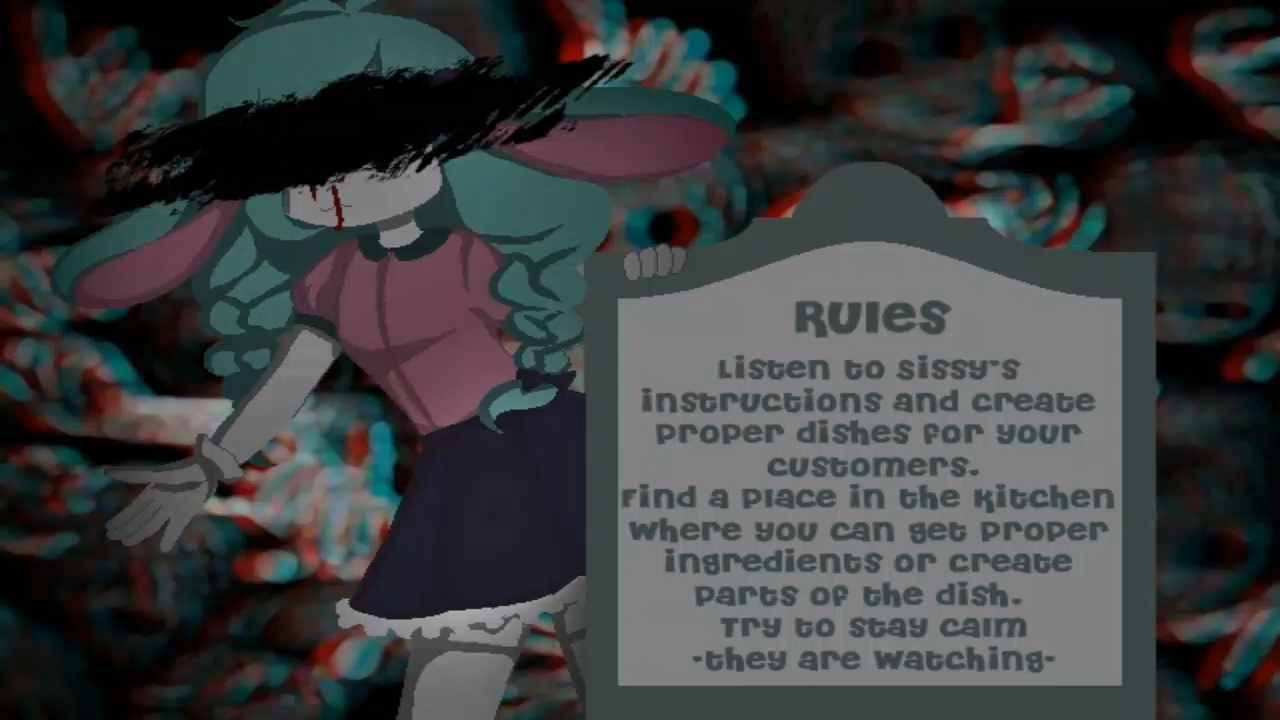 Rules
Listen to Sissy's
instructions and create
proper dishes for your
customers.
Find a place in the kitchen
where you can get proper
ingredients or create
parts of the dish.
Try to stay calm
-they are watching-